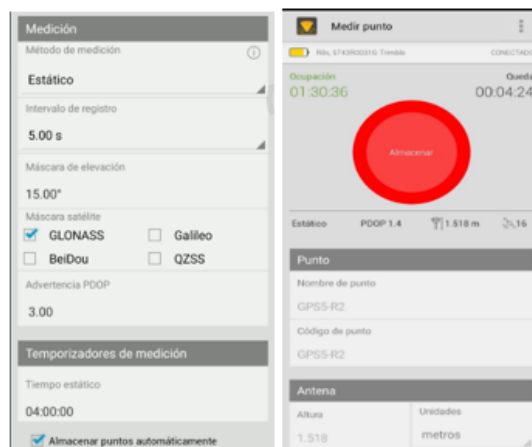 Medición
Método de medición
Estático
Intervalo de registro
5.00 s
Máscara de elevación
15.00°
Máscara satélite
GLONASS Galileo
BeiDou QZSS
Advertencia PDOP
3.00
Temporizadores de medición
Tiempo estático
04:00:00
Almacenar puntos automáticamente
Medir punto
Trimble CONECTADO
Ocupación Queda
01:30:36 00:04:24
Almacenar
Estático PDOP 1.4 1.518 m 16
Punto
Nombre de punto
GPS5-R2
Código de punto
GPS5-R2
Antena
Altura Unidades
1.518 metros